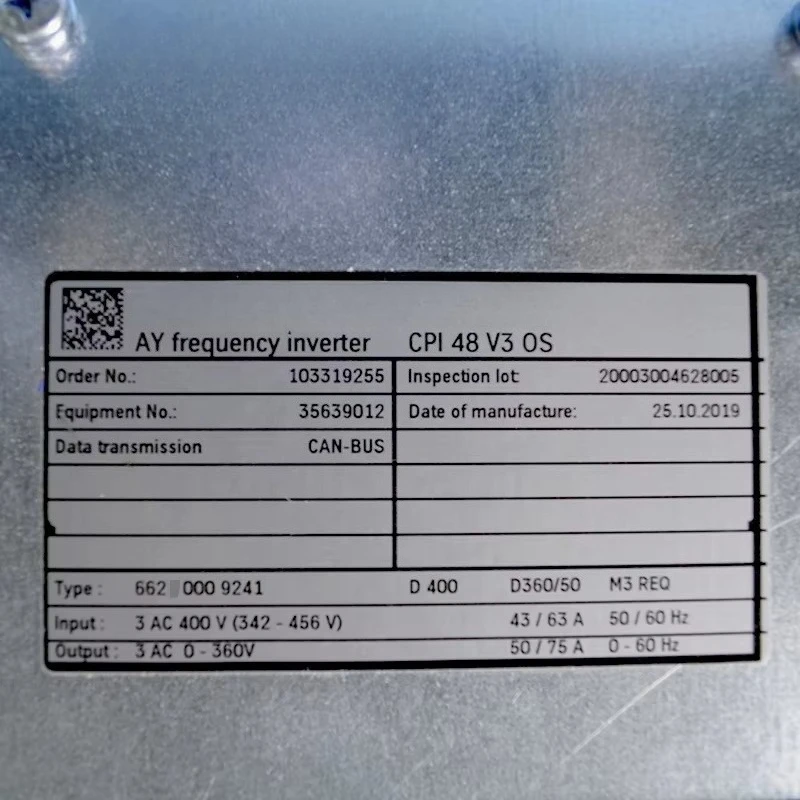 AY frequency inverter CPI 48 V3 OS
Order No.: 103319255 Inspection lot: 20003004628005
Equipment No.: 35639012 Date of manufacture: 25.10.2019
Data transmission CAN-BUS
Type : 662 000 9241 D 400 D360/50 M3 REQ
Input : 3 AC 400 V (342 - 456 V) 43 / 63 A 50 / 60 Hz
Output : 3 AC 0 - 360V 50 / 75 A 0 - 60 Hz